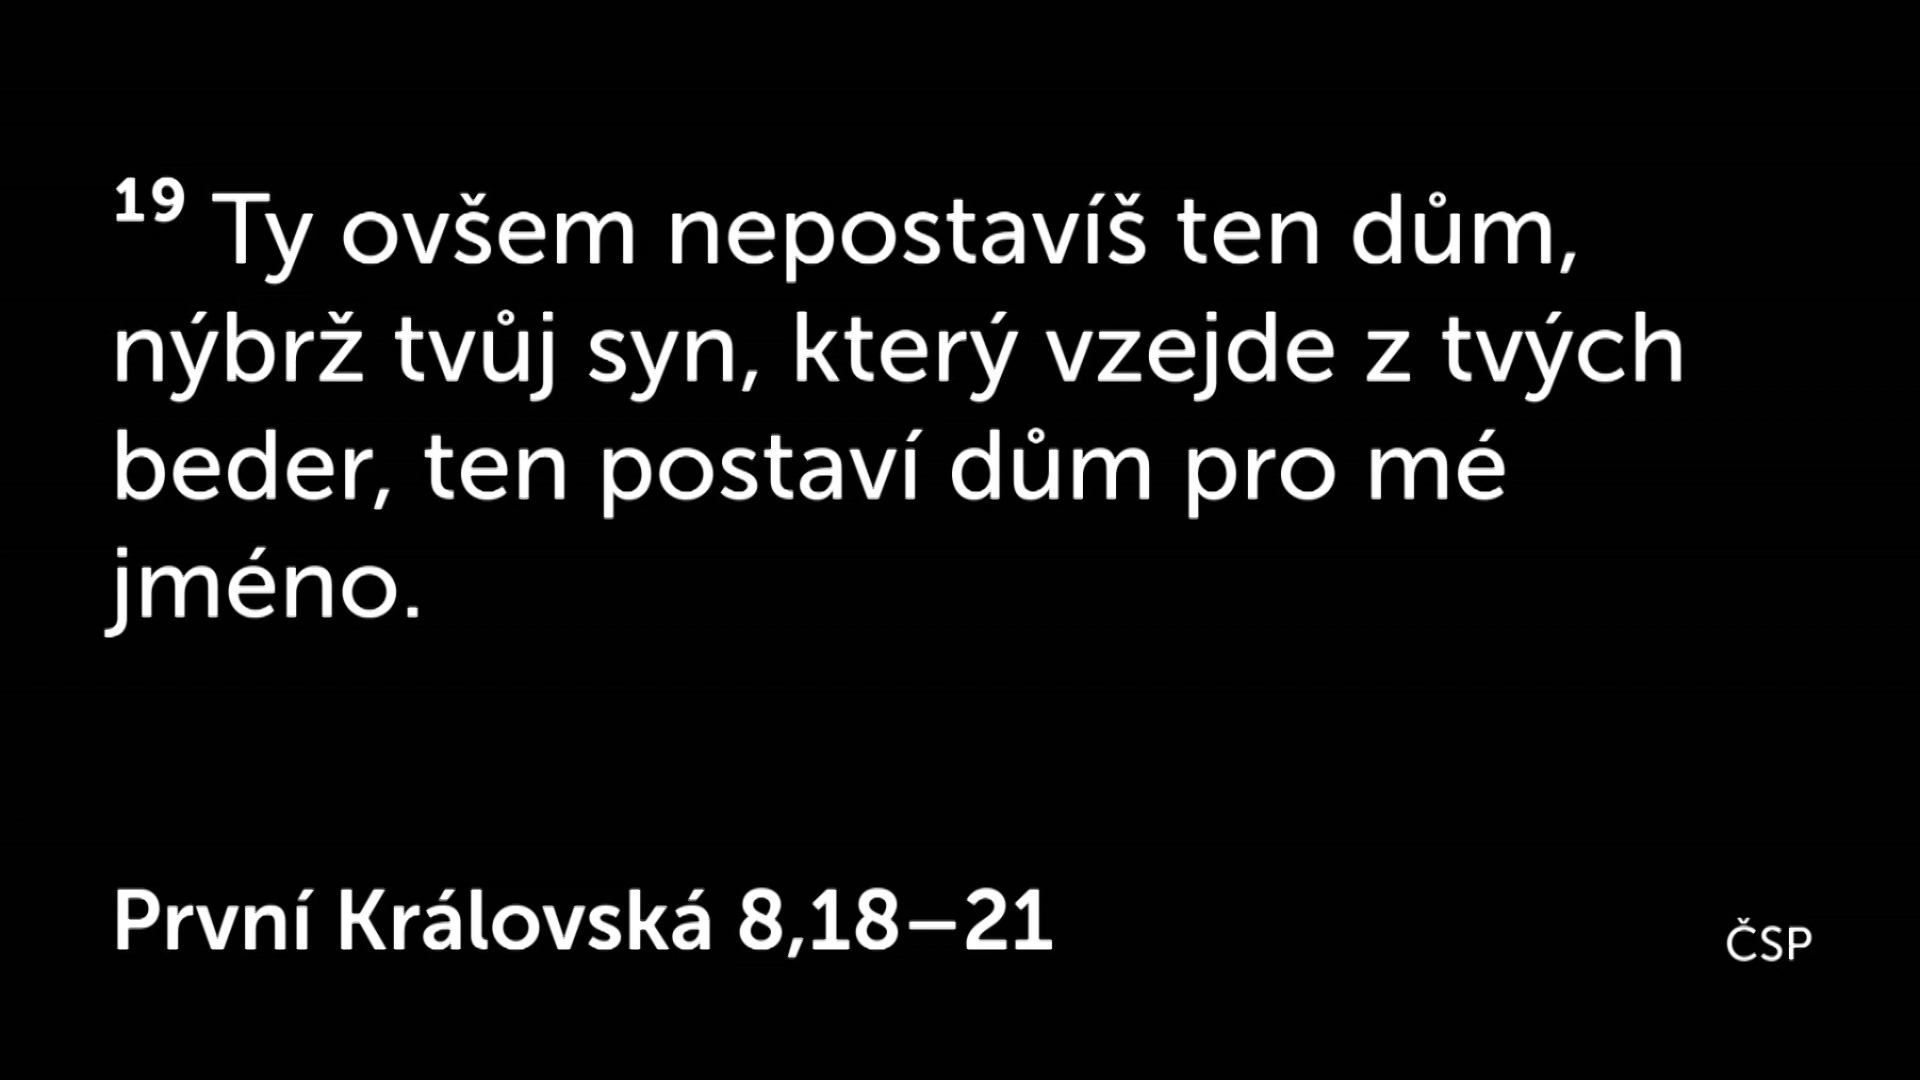 19 Ty ovšem nepostavíš ten dům,
nýbrž tvůj syn, který vzejde z tvých
beder, ten postaví dům pro mé
jméno.
První Královská 8,18–21
ČSP